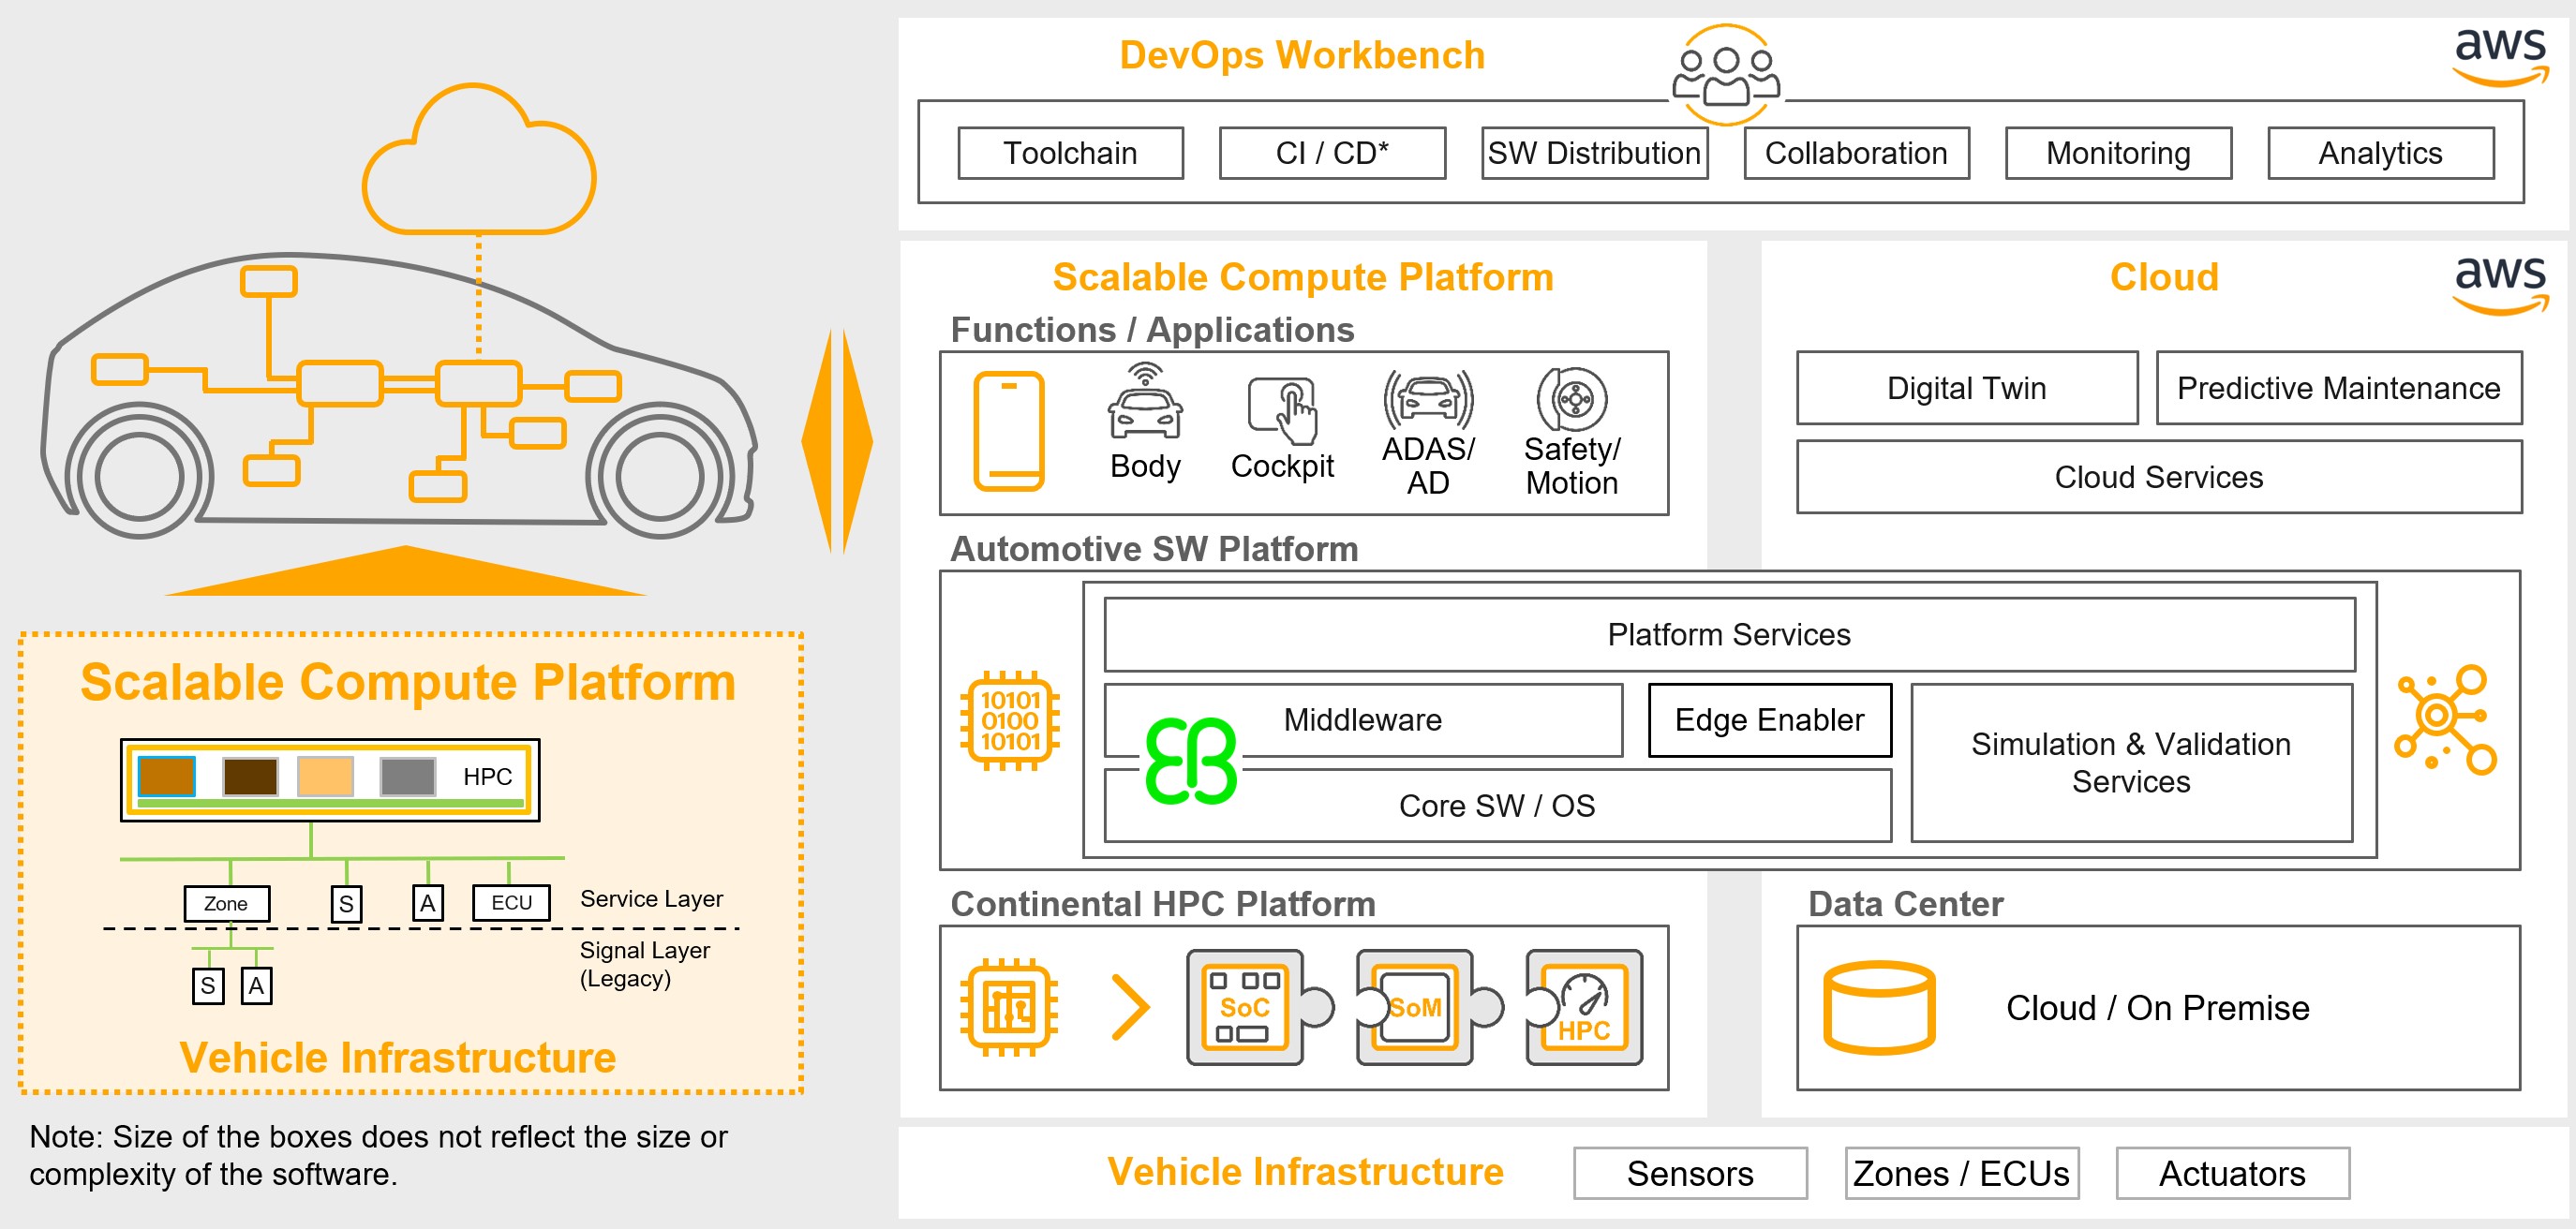 DevOps Workbench
aws
Toolchain
CI / CD*
SW Distribution
Collaboration
Monitoring
Analytics
Scalable Compute Platform
Functions / Applications
Body
Cockpit
ADAS/
AD
Safety/
Motion
Cloud
aws
Digital Twin
Predictive Maintenance
Cloud Services
Automotive SW Platform
Platform Services
10101
0100
10101
Middleware
Edge Enabler
EB
Core SW / OS
Simulation & Validation
Services
Continental HPC Platform
SoC
SoM
HPC
Data Center
Cloud / On Premise
Vehicle Infrastructure
Sensors
Zones / ECUs
Actuators
Scalable Compute Platform
HPC
Zone
S
A
ECU
Service Layer
Signal Layer
(Legacy)
S
A
Vehicle Infrastructure
Note: Size of the boxes does not reflect the size or
complexity of the software.